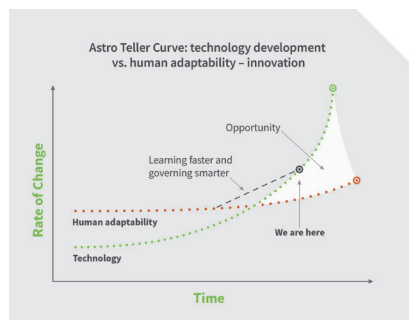 Astro Teller Curve: technology development
vs. human adaptability – innovation
Opportunity
Learning faster and
governing smarter
Rate of Change
Human adaptability
We are here
Technology
Time